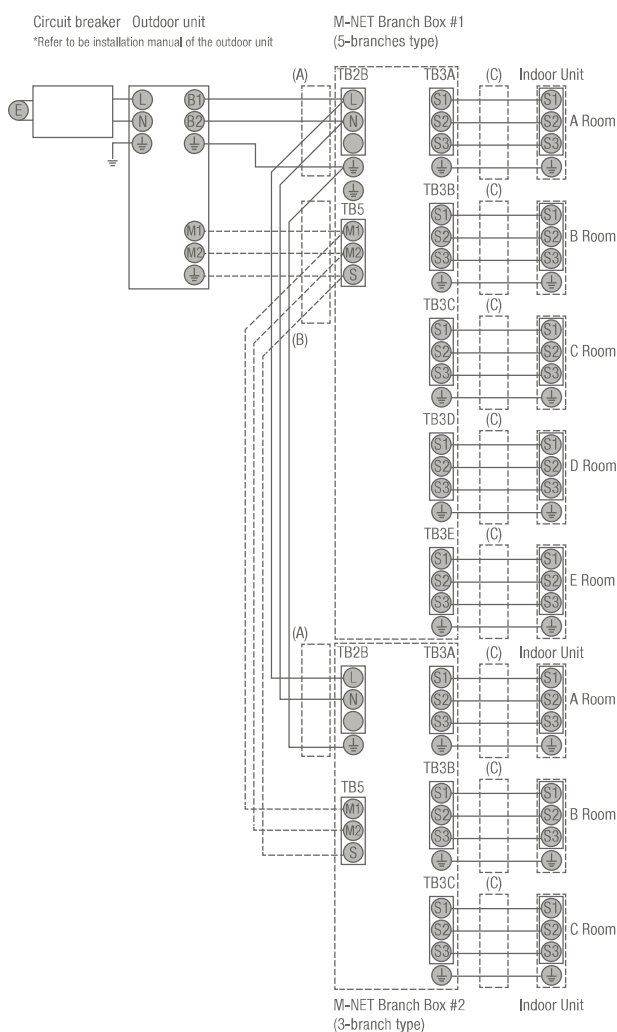 Circuit breaker Outdoor unit
*Refer to be installation manual of the outdoor unit
M-NET Branch Box #1
(5-branches type)
(A) TB2B TB3A (C) Indoor Unit
E L B1 L S1 S1
N B2 N S2 S2 A Room
S3 S3
TB3B (C)
TB5 S1 S1
M1 M1 S2 S2 B Room
M2 M2 S3 S3
S
TB3C (C)
(B) S1 S1
S2 S2 C Room
S3 S3
TB3D (C)
S1 S1
S2 S2 D Room
S3 S3
TB3E (C)
S1 S1
S2 S2 E Room
S3 S3
(A) TB2B TB3A (C) Indoor Unit
L S1 S1
N S2 S2 A Room
S3 S3
TB3B (C)
TB5 S1 S1
M1 S2 S2 B Room
M2 S3 S3
S
TB3C (C)
S1 S1
S2 S2 C Room
S3 S3
M-NET Branch Box #2 Indoor Unit
(3-branch type)